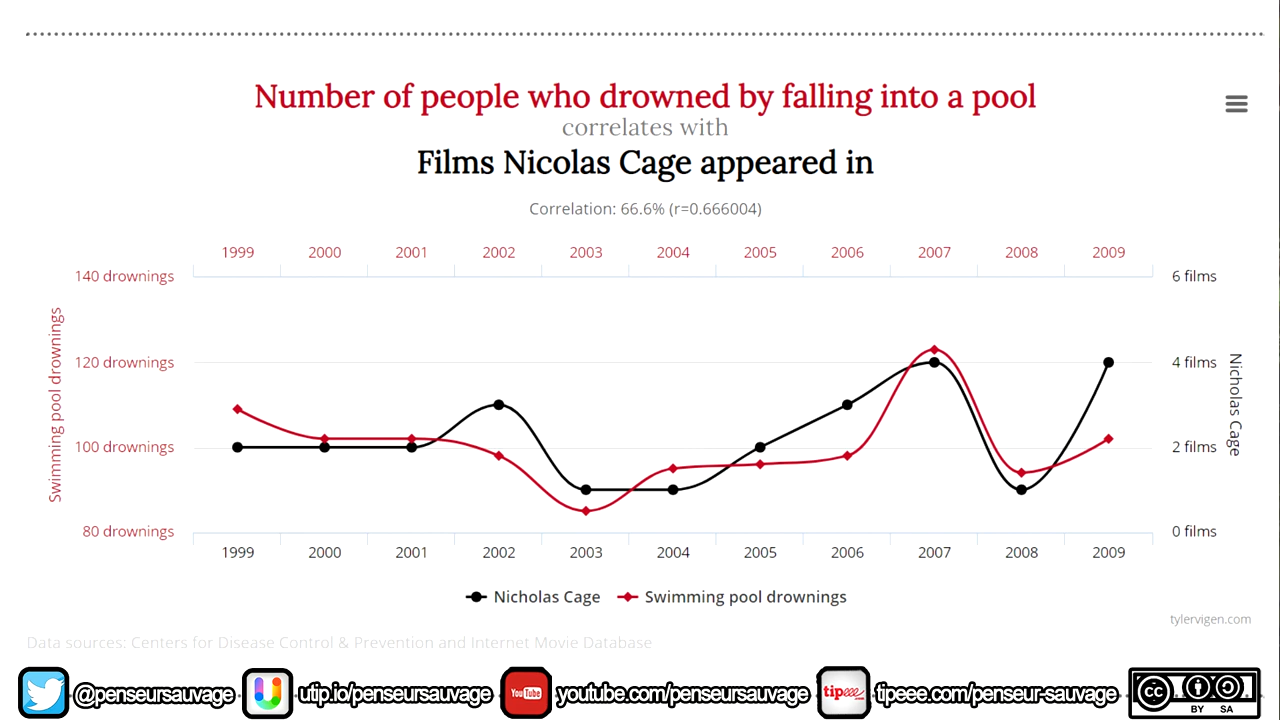 Number of people who drowned by falling into a pool
correlates with
Films Nicolas Cage appeared in
Correlation: 66.6% (r=0.666004)
1999 2000 2001 2002 2003 2004 2005 2006 2007 2008 2009
140 drownings 6 films
120 drownings 4 films
100 drownings 2 films
80 drownings 0 films
Swimming pool drownings
Nicholas Cage
1999 2000 2001 2002 2003 2004 2005 2006 2007 2008 2009
Nicholas Cage Swimming pool drownings
tylervigen.com
Data sources: Centers for Disease Control & Prevention and Internet Movie Database
@penseursauvage utip.io/penseursauvage YouTube youtube.com/penseursauvage tipeee tipeee.com/penseur-sauvage cc BY SA